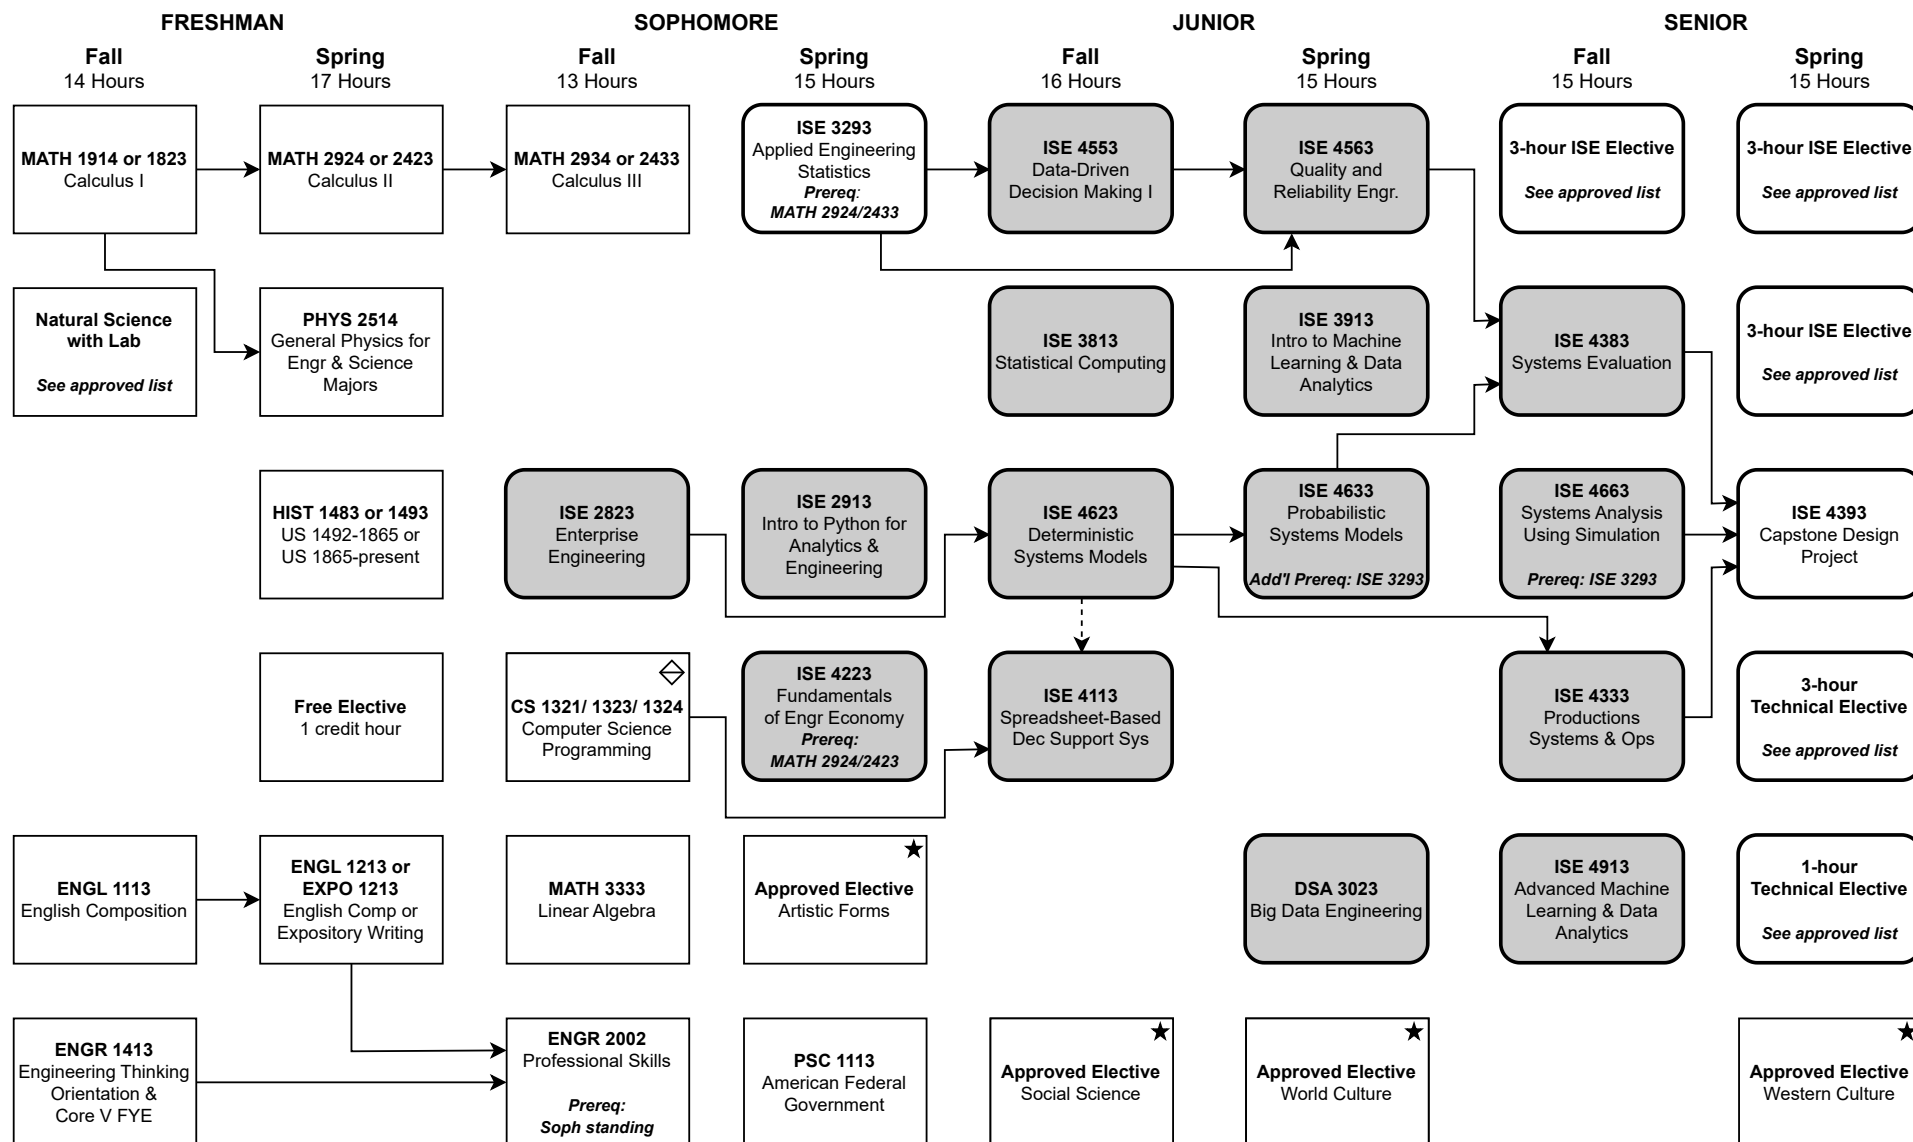 FRESHMAN
SOPHOMORE
JUNIOR
SENIOR
Fall
14 Hours
Spring
17 Hours
Fall
13 Hours
Spring
15 Hours
Fall
16 Hours
Spring
15 Hours
Fall
15 Hours
Spring
15 Hours
MATH 1914 or 1823
Calculus I
MATH 2924 or 2423
Calculus II
MATH 2934 or 2433
Calculus III
ISE 3293
Applied Engineering
Statistics
Prereq:
MATH 2924/2433
ISE 4553
Data-Driven
Decision Making I
ISE 4563
Quality and
Reliability Engr.
3-hour ISE Elective
See approved list
3-hour ISE Elective
See approved list
Natural Science
with Lab
See approved list
PHYS 2514
General Physics for
Engr & Science
Majors
ISE 3813
Statistical Computing
ISE 3913
Intro to Machine
Learning & Data
Analytics
ISE 4383
Systems Evaluation
3-hour ISE Elective
See approved list
HIST 1483 or 1493
US 1492-1865 or
US 1865-present
ISE 2823
Enterprise
Engineering
ISE 2913
Intro to Python for
Analytics &
Engineering
ISE 4623
Deterministic
Systems Models
ISE 4633
Probabilistic
Systems Models
Add'l Prereq: ISE 3293
ISE 4663
Systems Analysis
Using Simulation
Prereq: ISE 3293
ISE 4393
Capstone Design
Project
Free Elective
1 credit hour
CS 1321/ 1323/ 1324
Computer Science
Programming
ISE 4223
Fundamentals
of Engr Economy
Prereq:
MATH 2924/2423
ISE 4113
Spreadsheet-Based
Dec Support Sys
ISE 4333
Productions
Systems & Ops
3-hour
Technical Elective
See approved list
ENGL 1113
English Composition
ENGL 1213 or
EXPO 1213
English Comp or
Expository Writing
MATH 3333
Linear Algebra
Approved Elective
Artistic Forms
DSA 3023
Big Data Engineering
ISE 4913
Advanced Machine
Learning & Data
Analytics
1-hour
Technical Elective
See approved list
ENGR 1413
Engineering Thinking
Orientation &
Core V FYE
ENGR 2002
Professional Skills
Prereq:
Soph standing
PSC 1113
American Federal
Government
Approved Elective
Social Science
Approved Elective
World Culture
Approved Elective
Western Culture